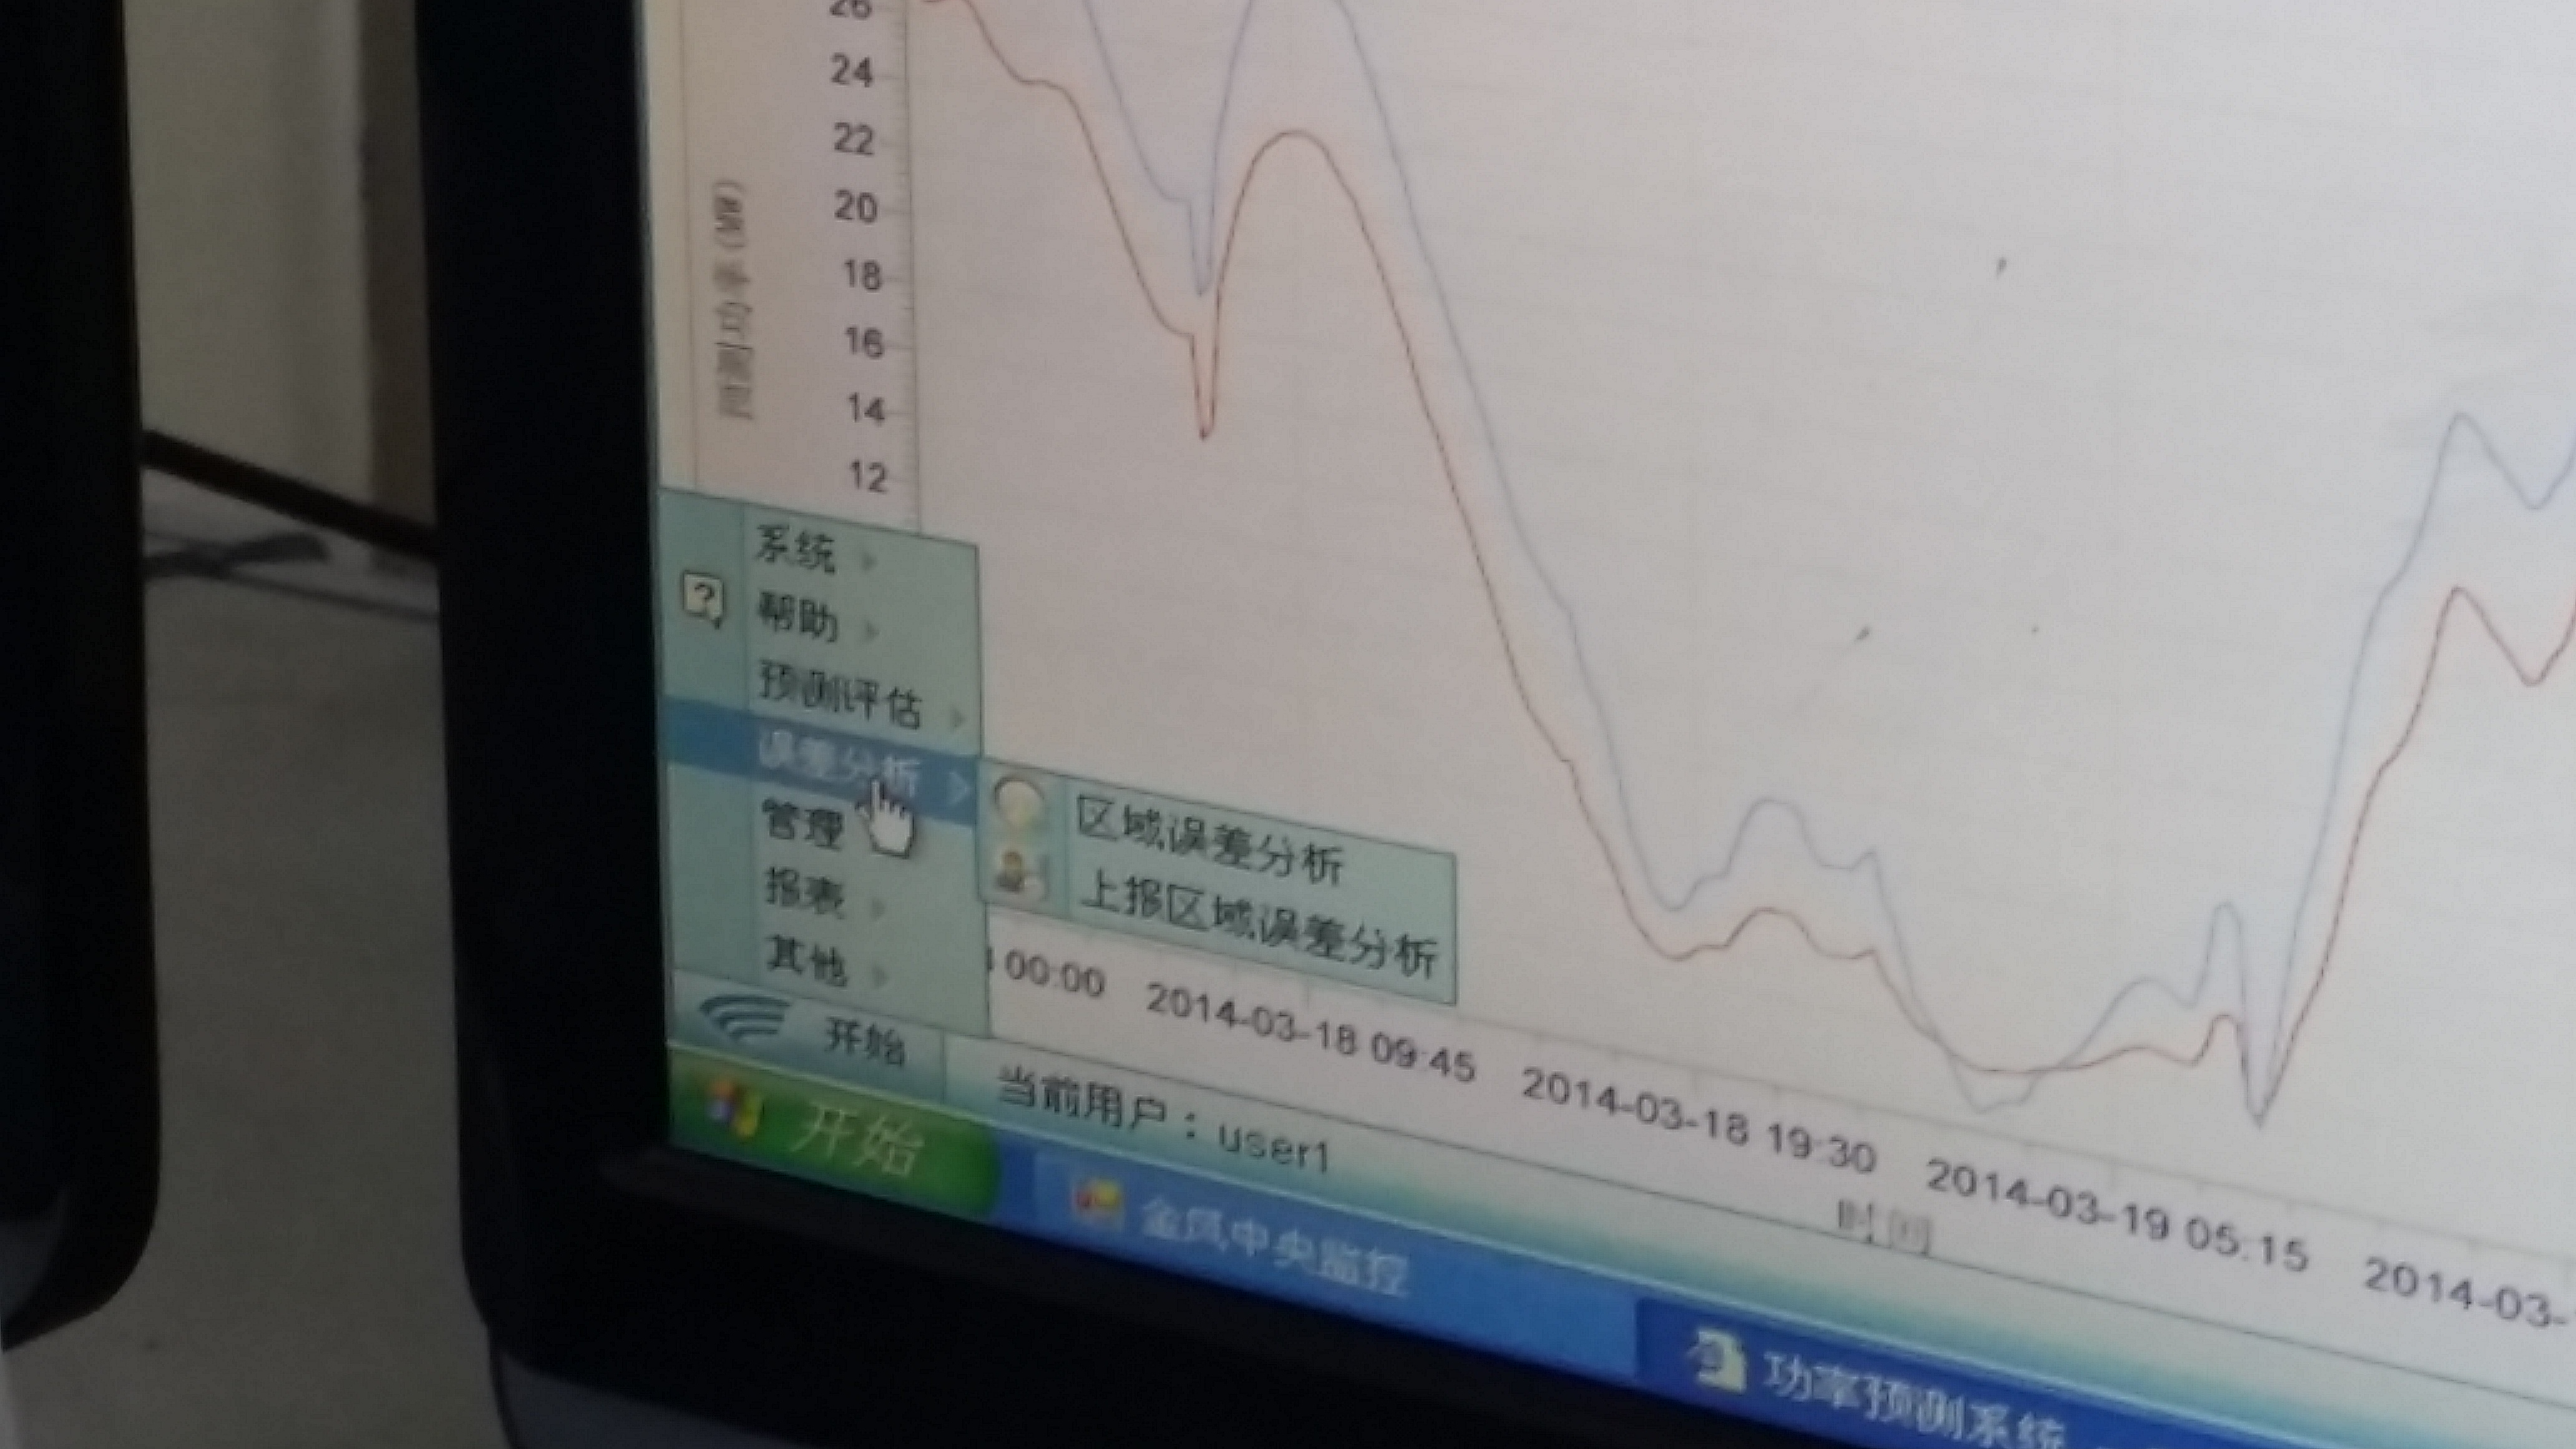 26
24
22
20
18
16
14
12
系统
帮助
预测评估
误差分析
管理
报表
其他
区域误差分析
上报区域误差分析
00:00
2014-03-18 09:45
2014-03-18 19:30
2014-03-19 05:15
2014-03-
时间
开始
当前用户：user1
开始
金风中央监控
功率预测系统